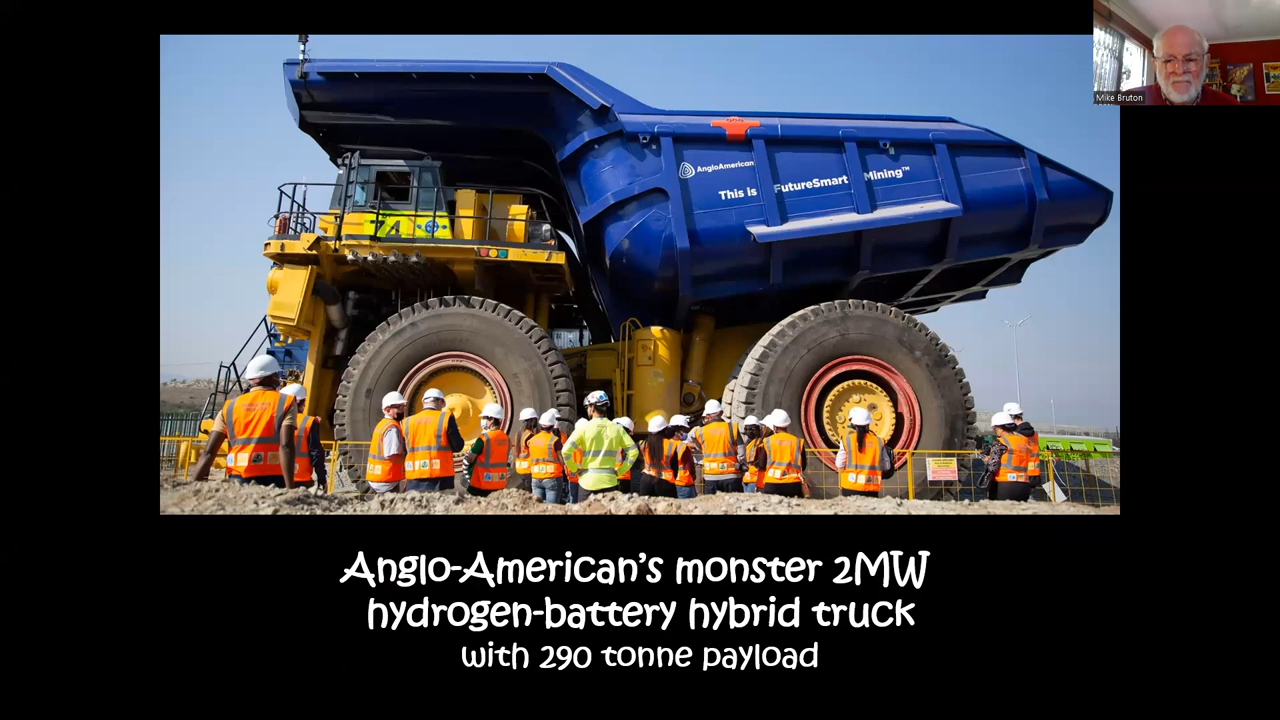 Mike Bruton
AngloAmerican
This is FutureSmart Mining™
74
Anglo-American's monster 2MW
hydrogen-battery hybrid truck
with 290 tonne payload